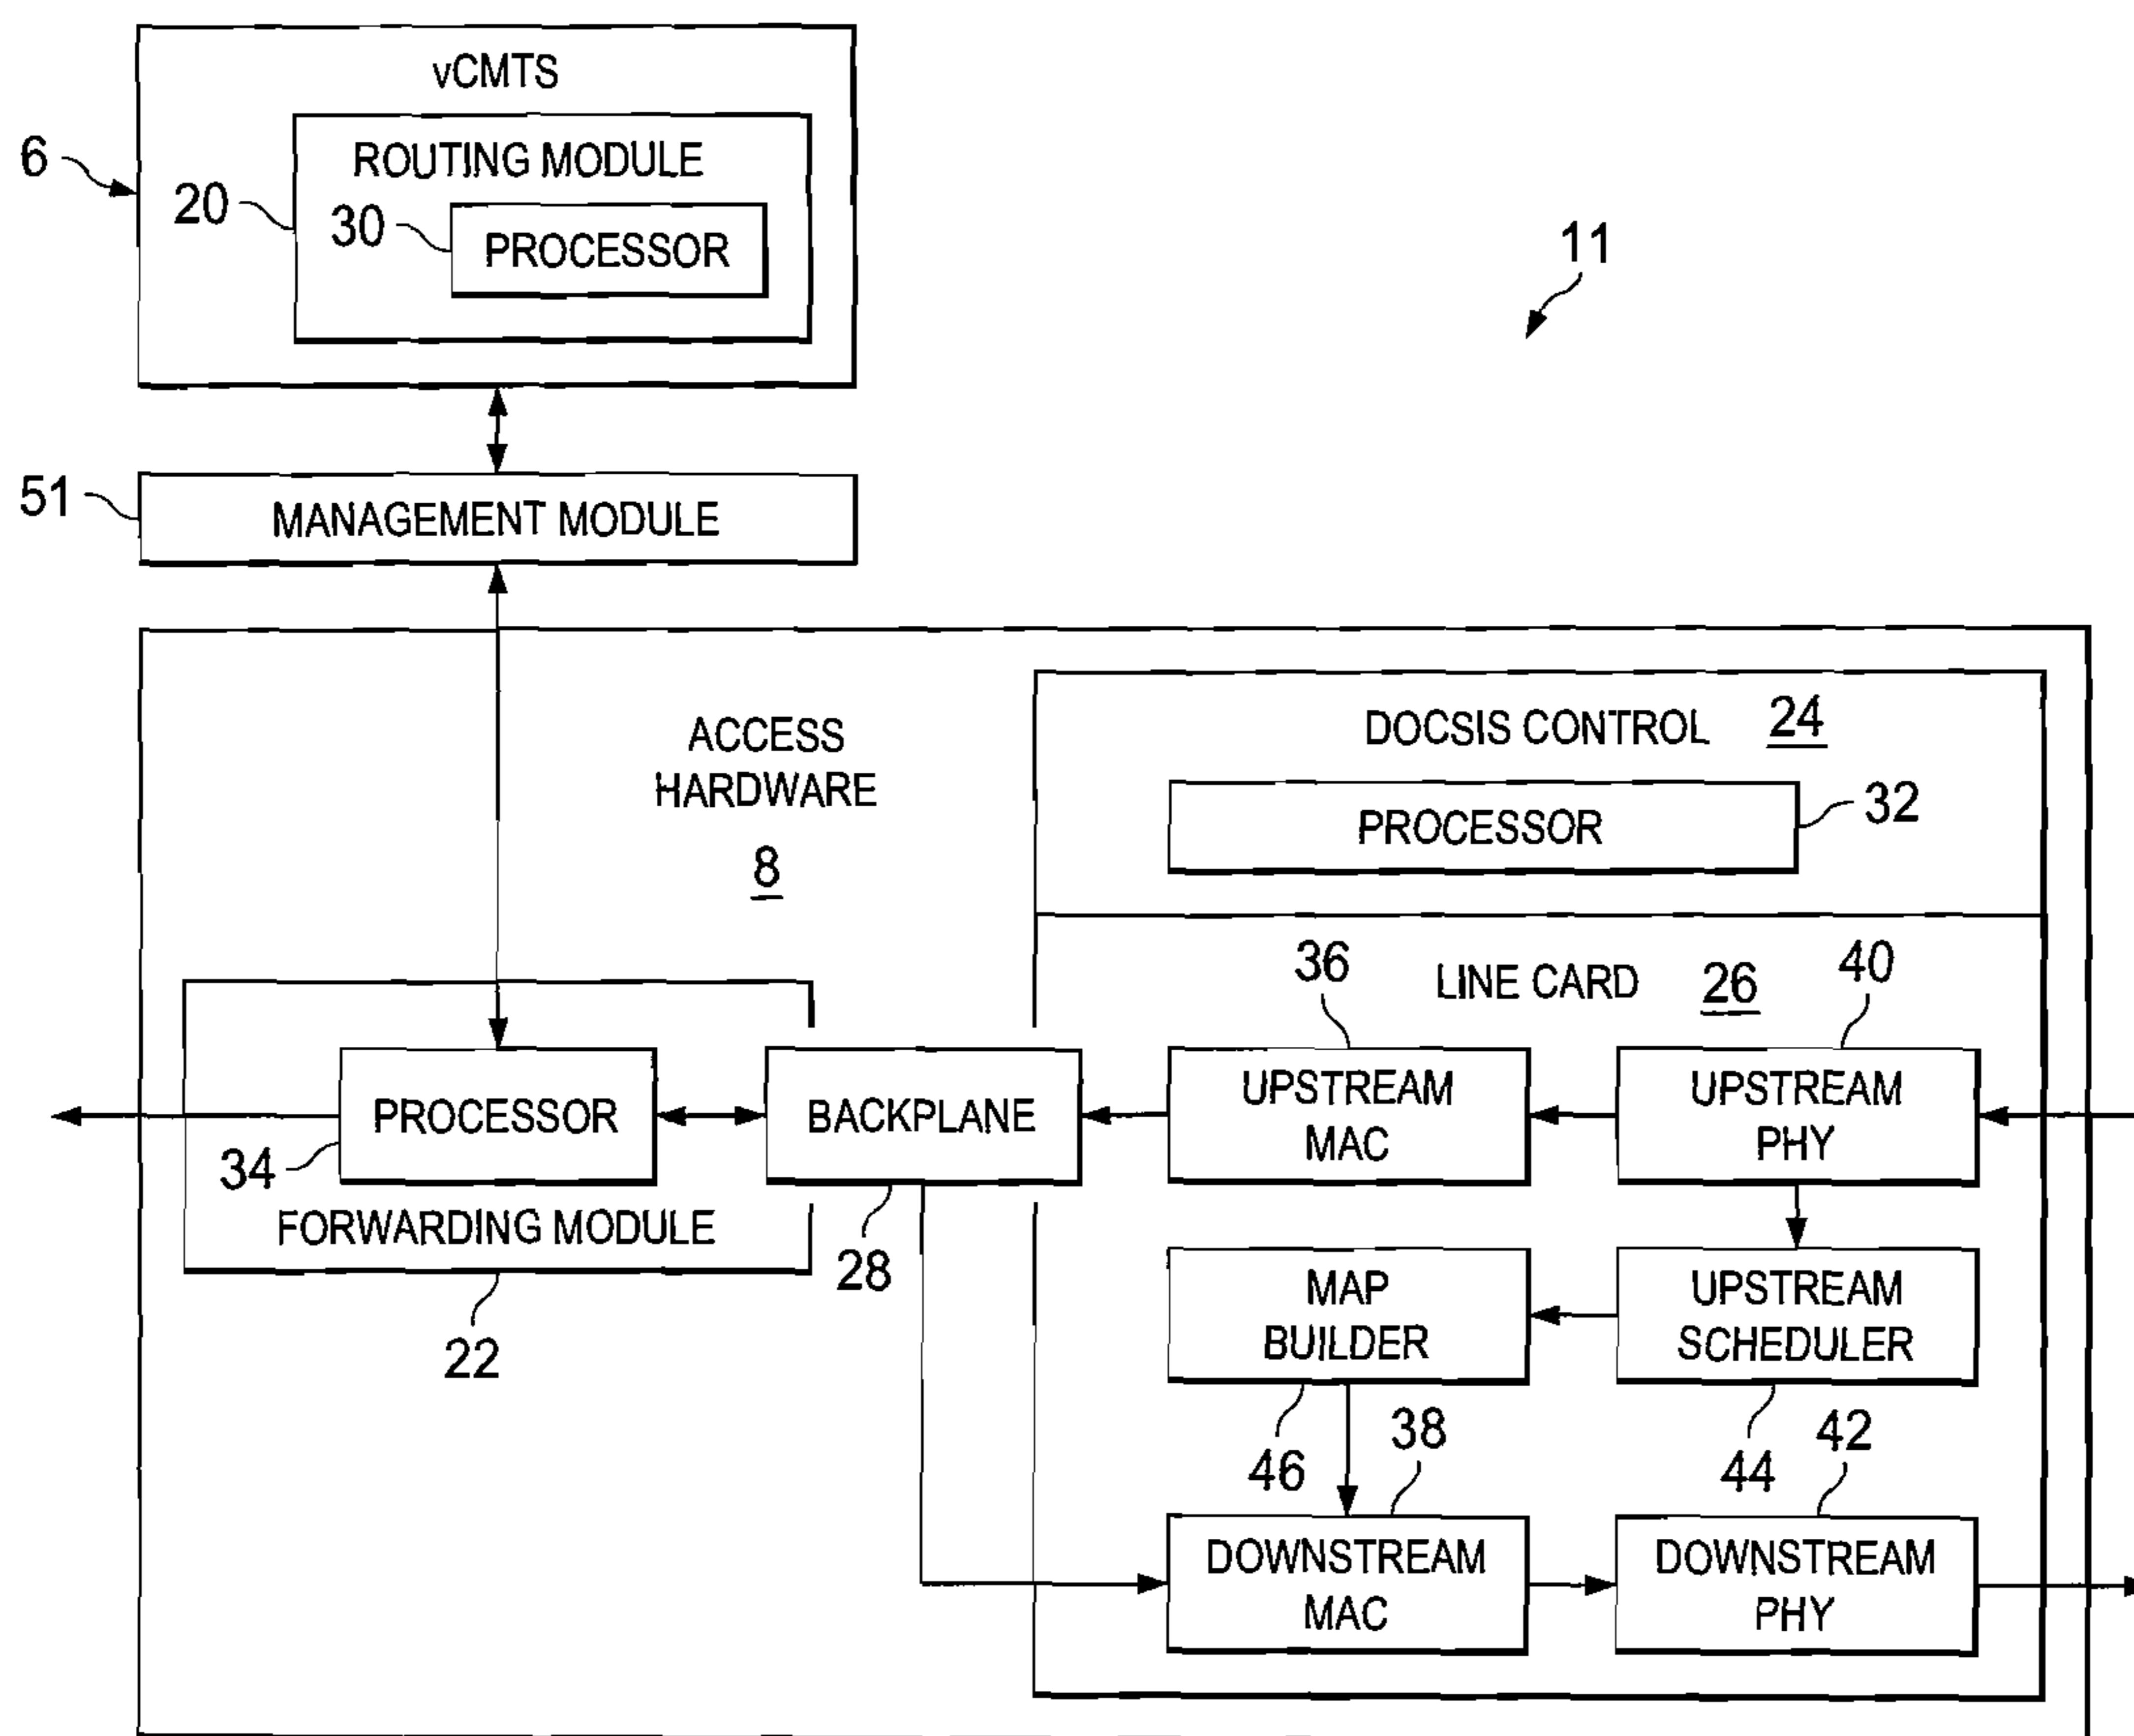 vCMTS
6
ROUTING MODULE
20
30
PROCESSOR
11
51
MANAGEMENT MODULE
ACCESS
HARDWARE
8
DOCSIS CONTROL 24
PROCESSOR
32
36
LINE CARD 26
40
PROCESSOR
34
FORWARDING MODULE
22
BACKPLANE
28
UPSTREAM
MAC
UPSTREAM
PHY
MAP
BUILDER
46
UPSTREAM
SCHEDULER
44
38
42
DOWNSTREAM
MAC
DOWNSTREAM
PHY